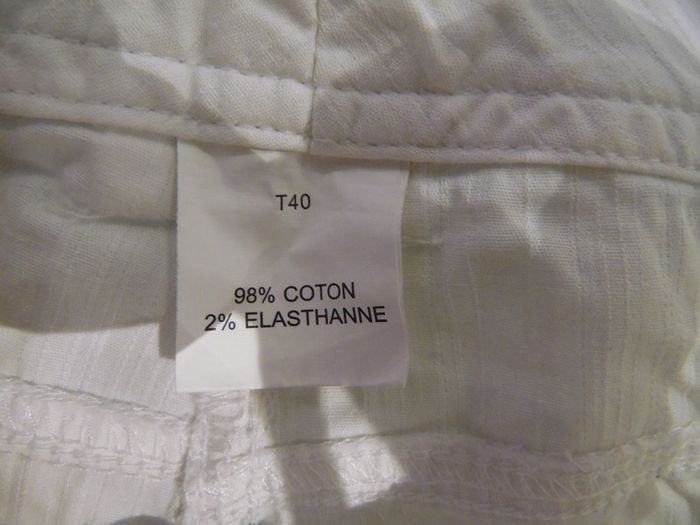 T40
98% COTON
2% ELASTHANNE